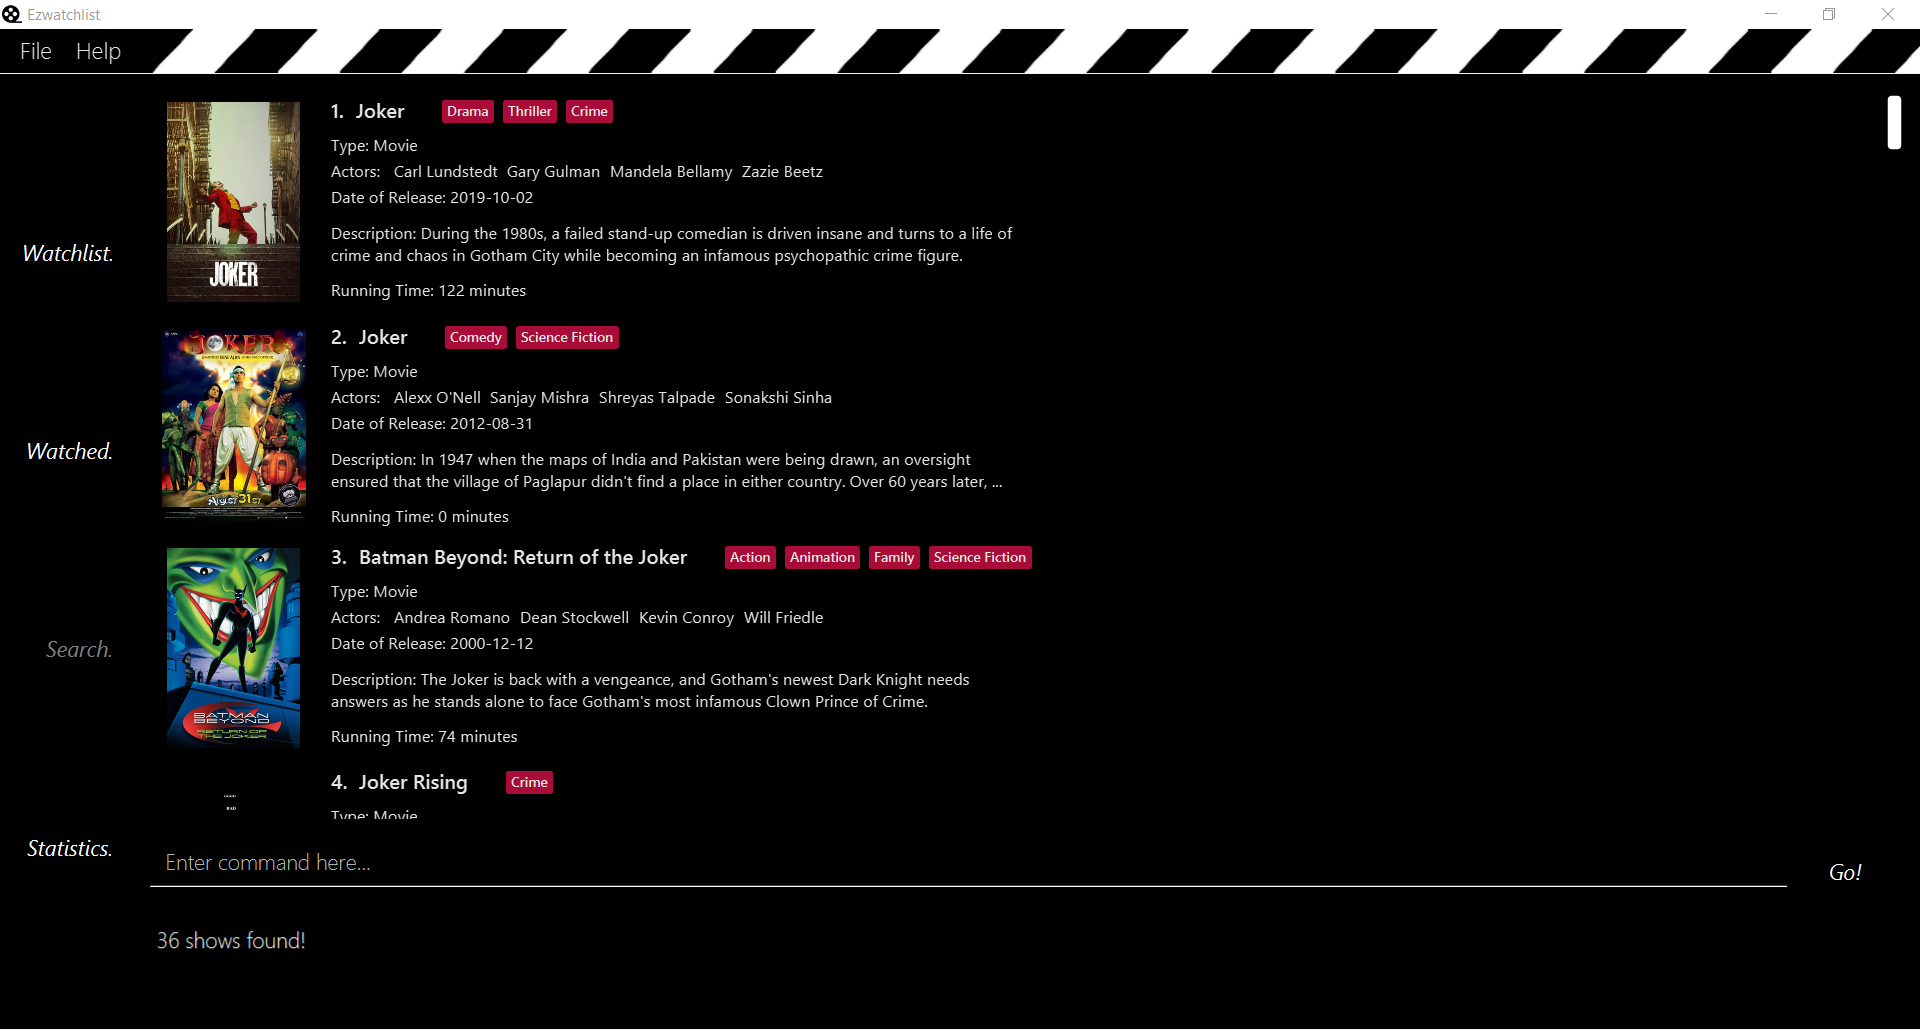 Ezwatchlist
File Help
Watchlist.
Watched.
Search.
Statistics.
JOKER
1. Joker Drama Thriller Crime
Type: Movie
Actors: Carl Lundstedt Gary Gulman Mandela Bellamy Zazie Beetz
Date of Release: 2019-10-02
Description: During the 1980s, a failed stand-up comedian is driven insane and turns to a life of
crime and chaos in Gotham City while becoming an infamous psychopathic crime figure.
Running Time: 122 minutes
JOKER
2. Joker Comedy Science Fiction
Type: Movie
Actors: Alexx O'Nell Sanjay Mishra Shreyas Talpade Sonakshi Sinha
Date of Release: 2012-08-31
Description: In 1947 when the maps of India and Pakistan were being drawn, an oversight
ensured that the village of Paglapur didn't find a place in either country. Over 60 years later, ...
Running Time: 0 minutes
BATMAN
BEYOND
RETURN OF
THE JOKER
3. Batman Beyond: Return of the Joker Action Animation Family Science Fiction
Type: Movie
Actors: Andrea Romano Dean Stockwell Kevin Conroy Will Friedle
Date of Release: 2000-12-12
Description: The Joker is back with a vengeance, and Gotham's newest Dark Knight needs
answers as he stands alone to face Gotham's most infamous Clown Prince of Crime.
Running Time: 74 minutes
BAD
4. Joker Rising Crime
Type: Movie
Enter command here...
Go!
36 shows found!